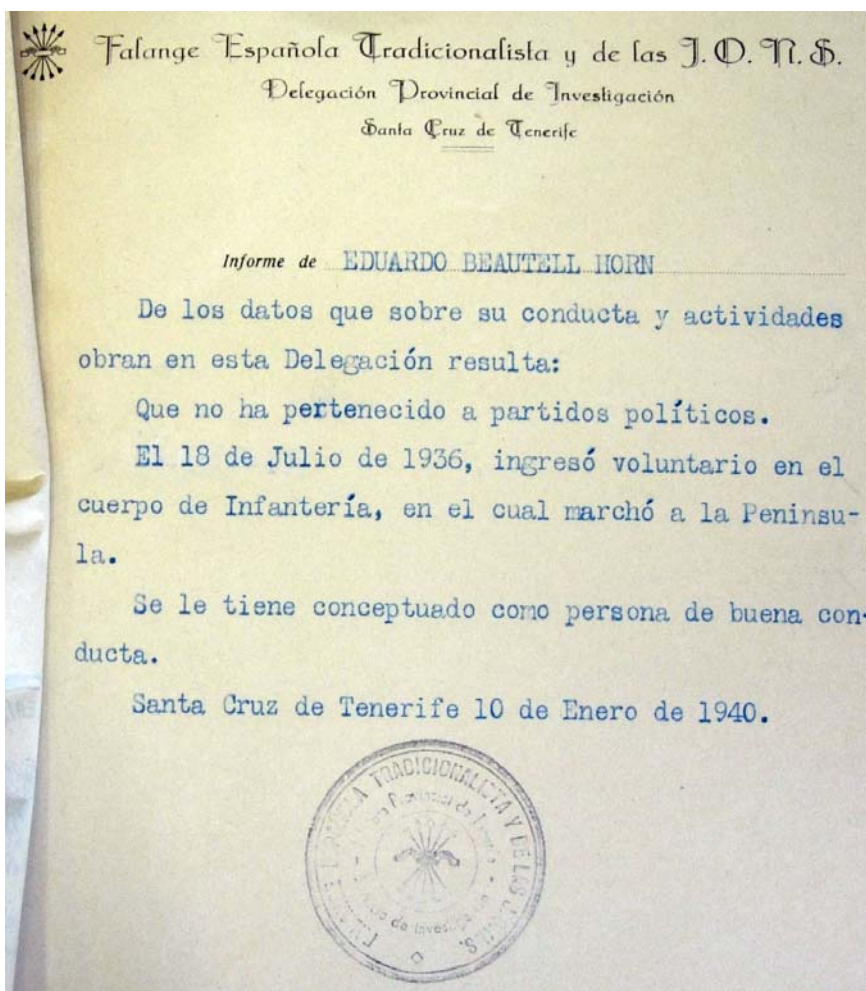 Falange Española Tradicionalista y de las J. O. N. S.
Delegación Provincial de Investigación
Santa Cruz de Tenerife
Informe de EDUARDO BEAUTELL HORN
De los datos que sobre su conducta y actividades
obran en esta Delegación resulta:
Que no ha pertenecido a partidos políticos.
El 18 de Julio de 1936, ingresó voluntario en el
cuerpo de Infantería, en el cual marchó a la Peninsu-
la.
Se le tiene conceptuado como persona de buena con-
ducta.
Santa Cruz de Tenerife 10 de Enero de 1940.
TRADICIONALISTA Y DE LAS
Provincial de
de